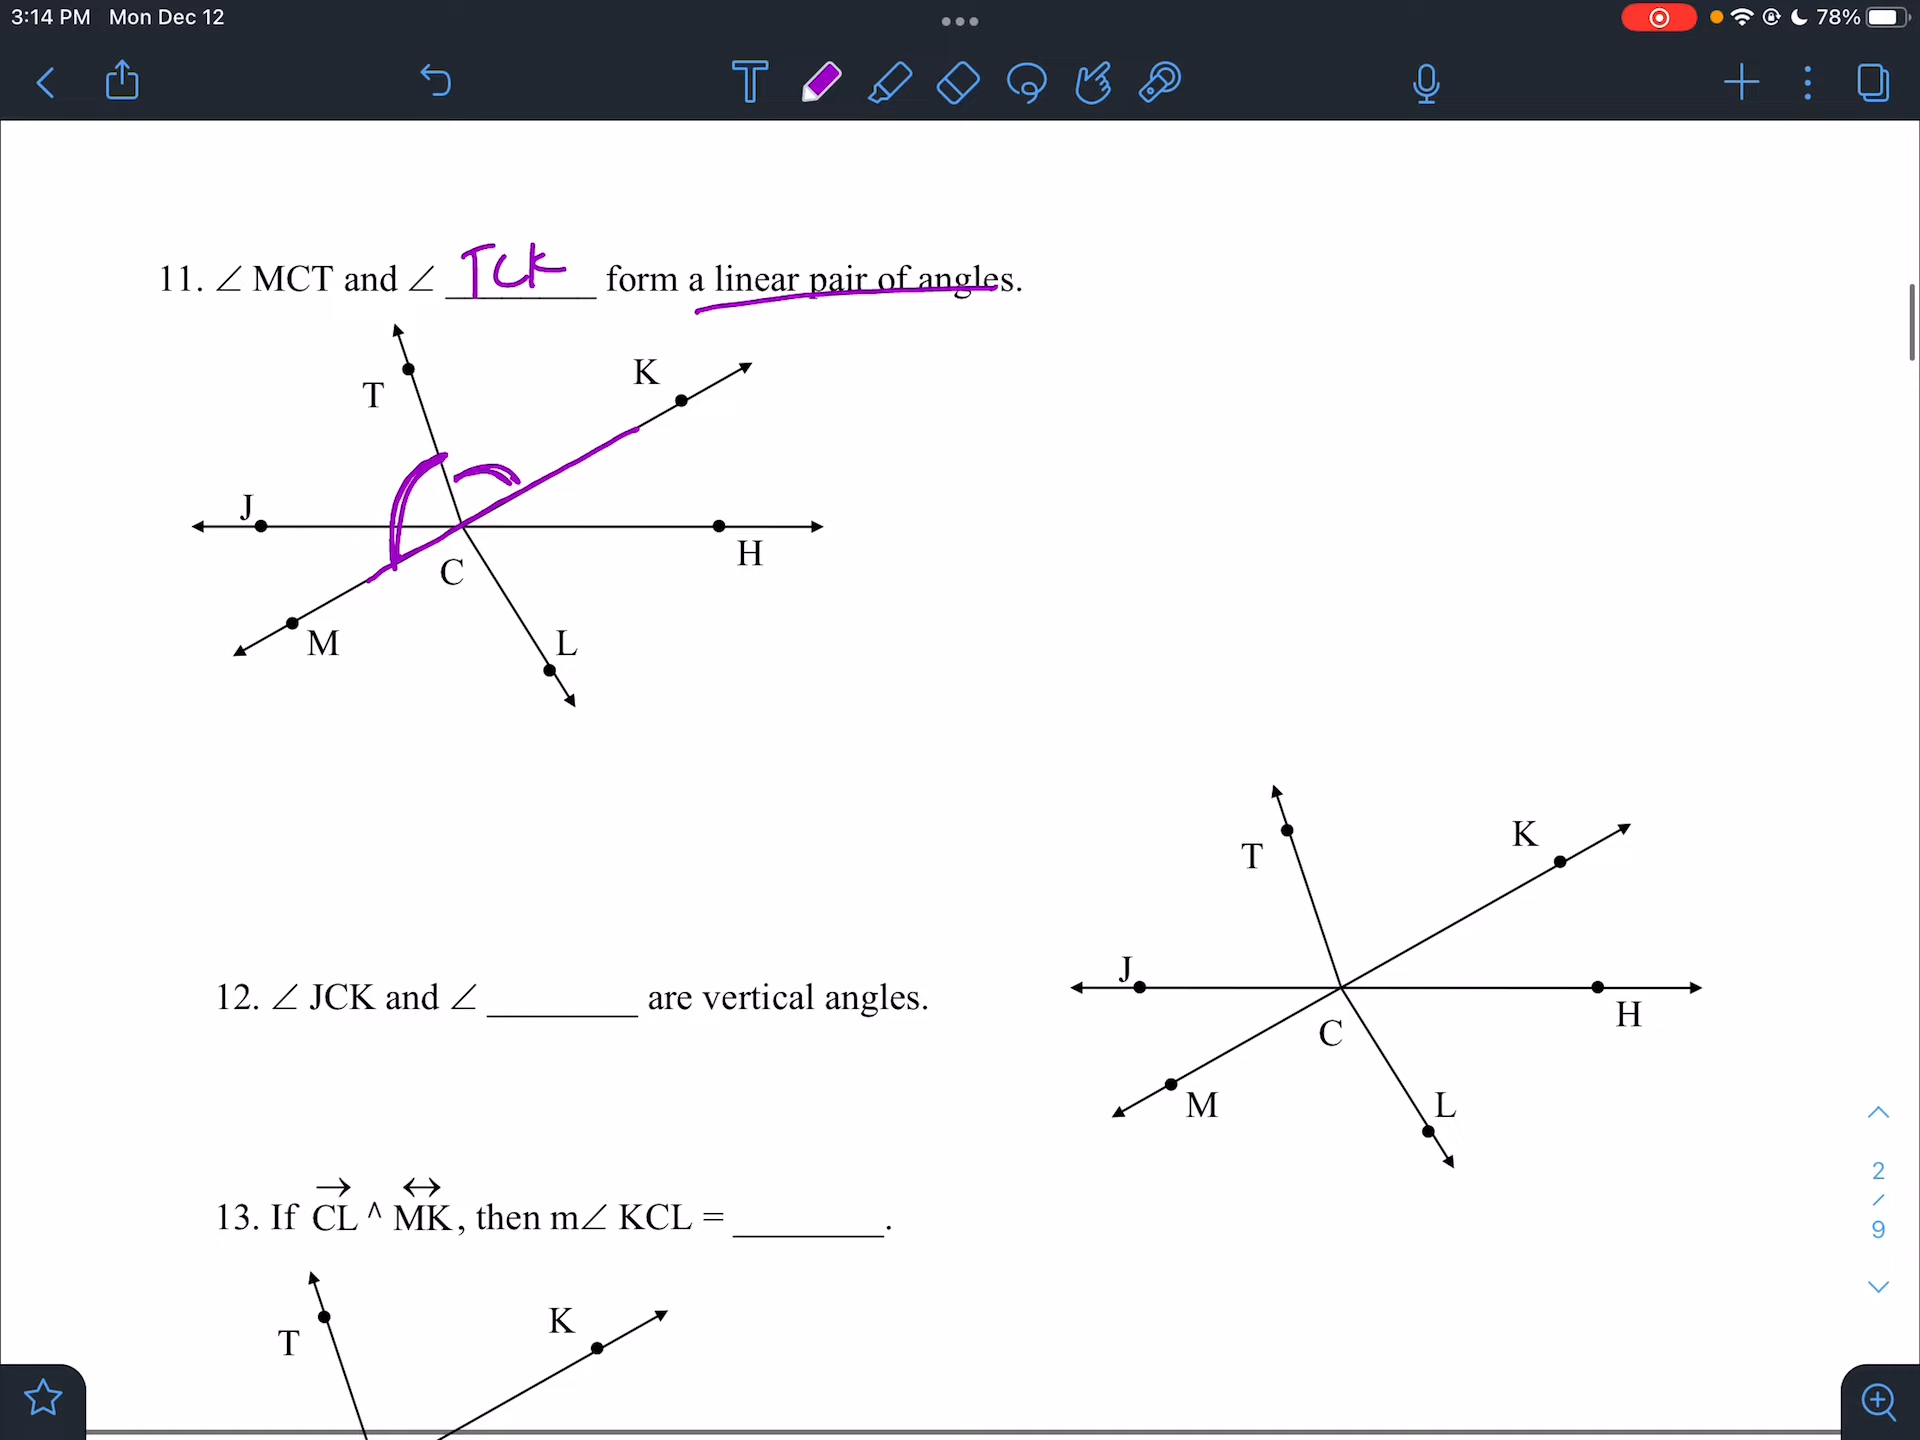 3:14 PM Mon Dec 12
78%
11. ∠ MCT and ∠ TCK form a linear pair of angles.
T
K
J
H
C
M
L
T
K
J
H
C
M
L
12. ∠ JCK and ∠ ________ are vertical angles.
13. If CL ^ MK, then m∠ KCL = ________.
T
K
2
/
9